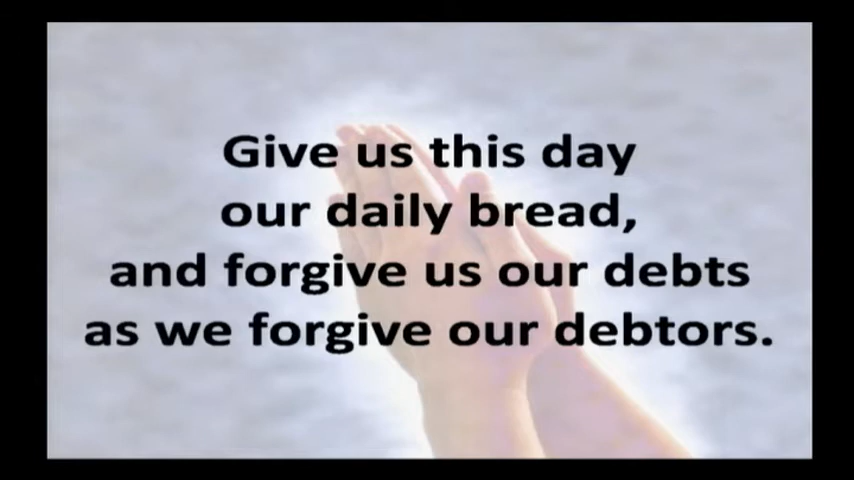 Give us this day
our daily bread,
and forgive us our debts
as we forgive our debtors.